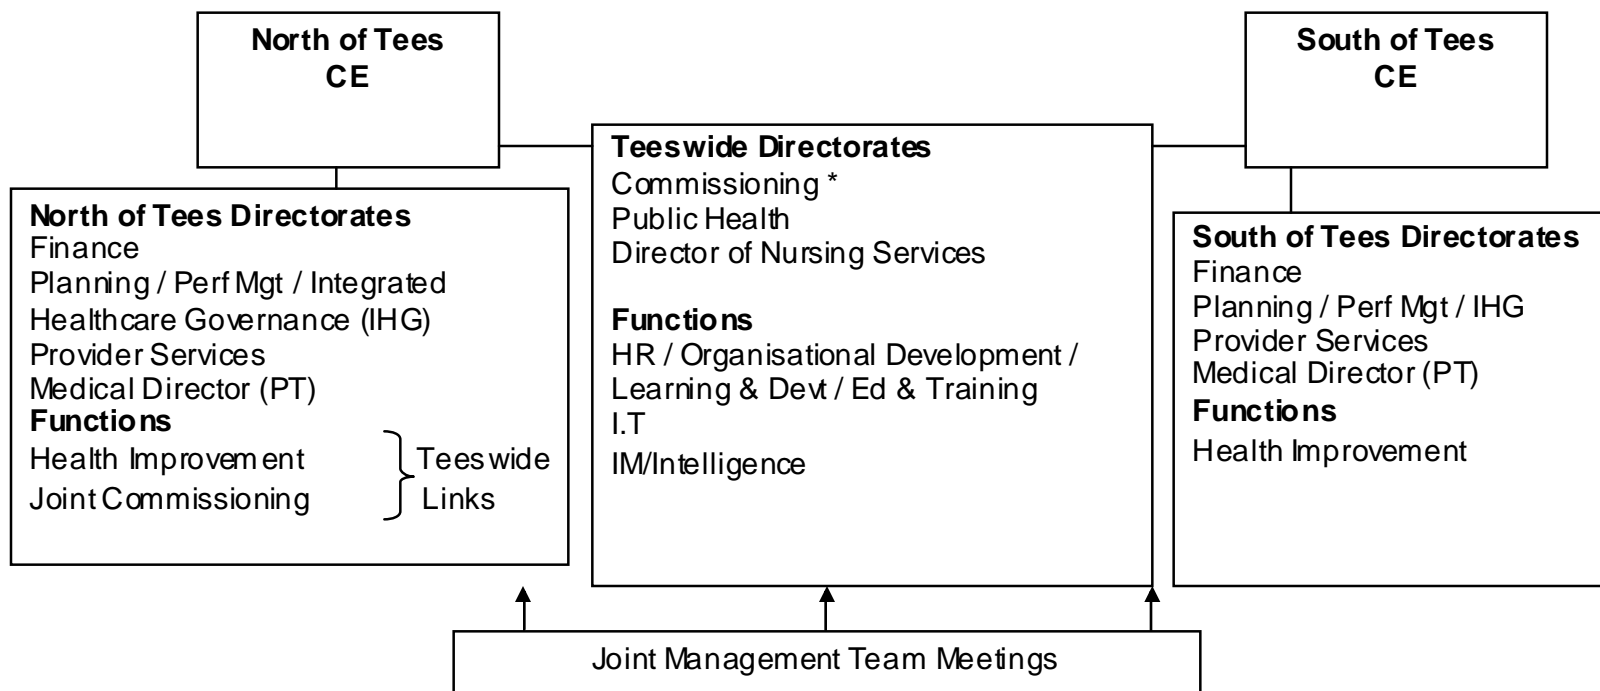 North of Tees
CE
South of Tees
CE
North of Tees Directorates
Finance
Planning / Perf Mgt / Integrated
Healthcare Governance (IHG)
Provider Services
Medical Director (PT)
Functions
Health Improvement
Joint Commissioning
Teeswide
Links
Teeswide Directorates
Commissioning *
Public Health
Director of Nursing Services
Functions
HR / Organisational Development /
Learning & Devt / Ed & Training
I.T
IM/Intelligence
South of Tees Directorates
Finance
Planning / Perf Mgt / IHG
Provider Services
Medical Director (PT)
Functions
Health Improvement
Joint Management Team Meetings